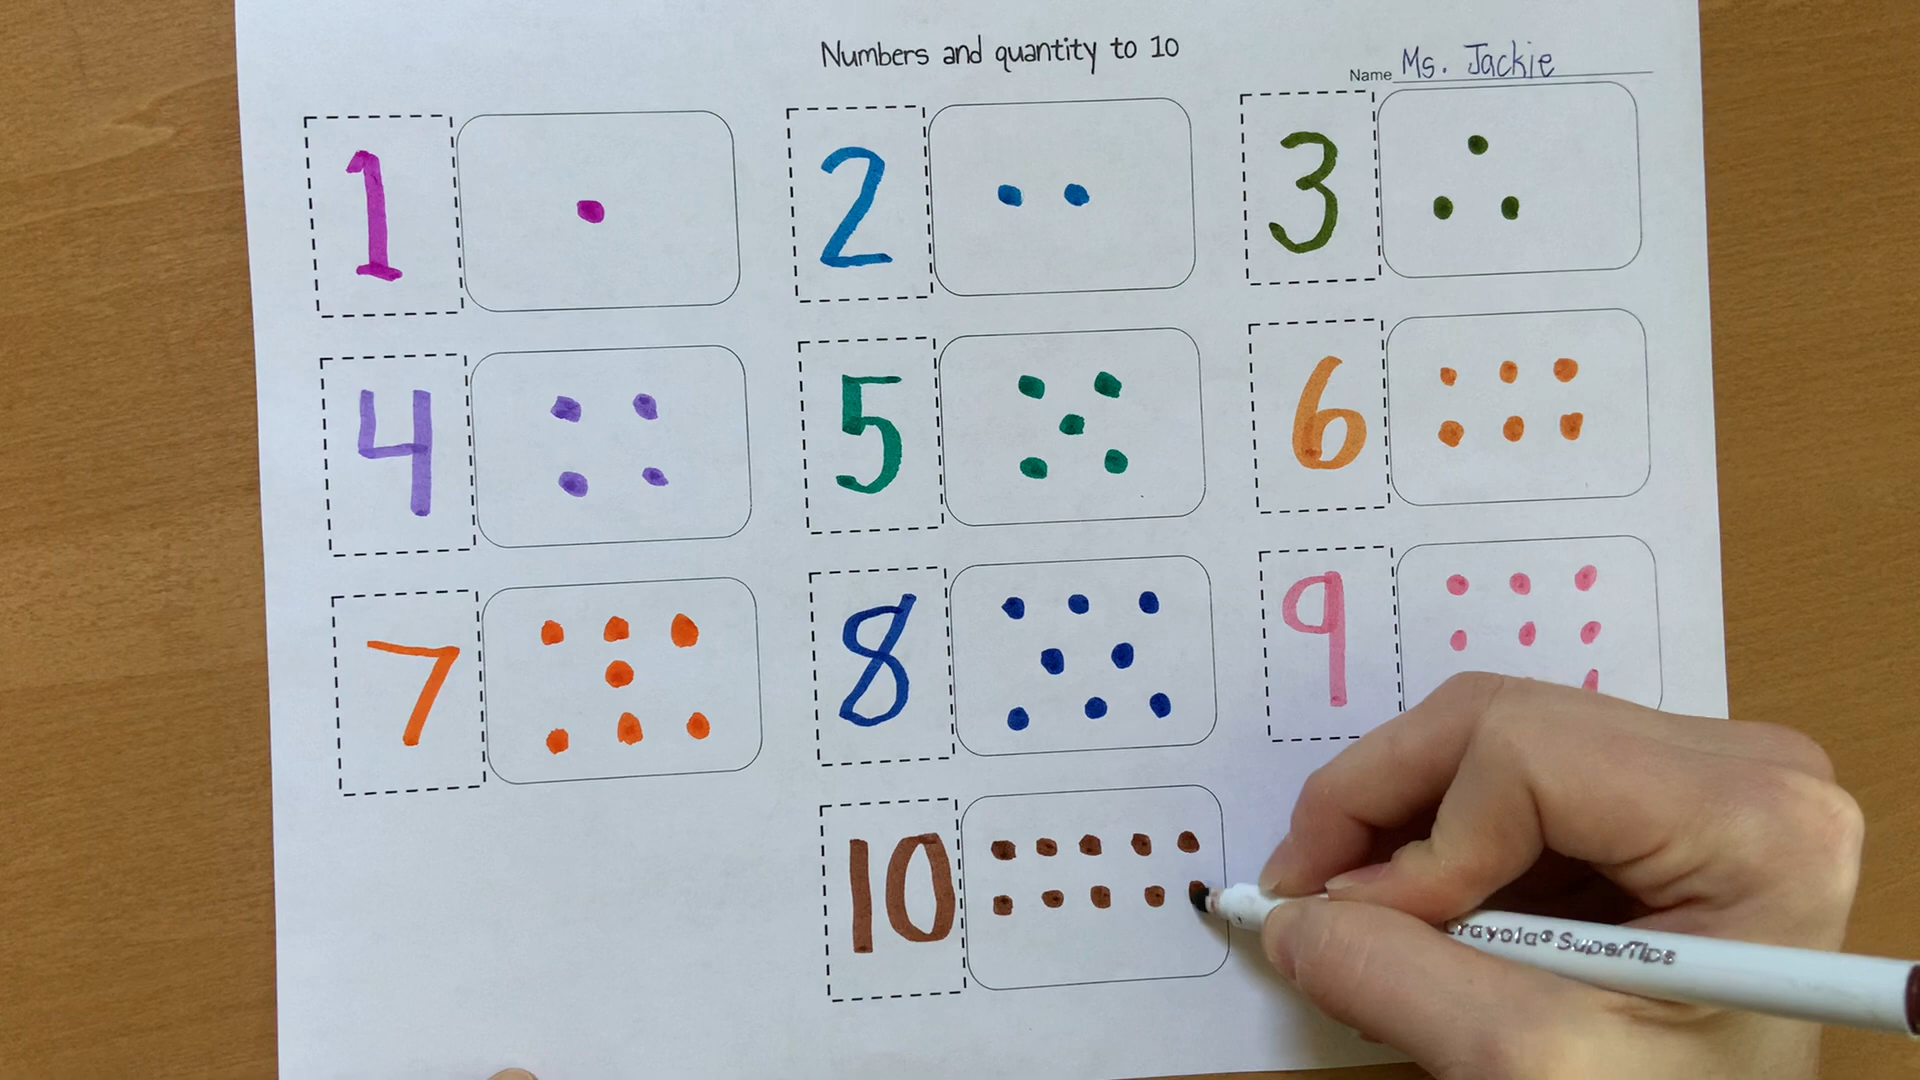 Numbers and quantity to 10
Name Ms. Jackie
1 2 3
4 5 6
7 8 9
10
Crayola® SuperTips